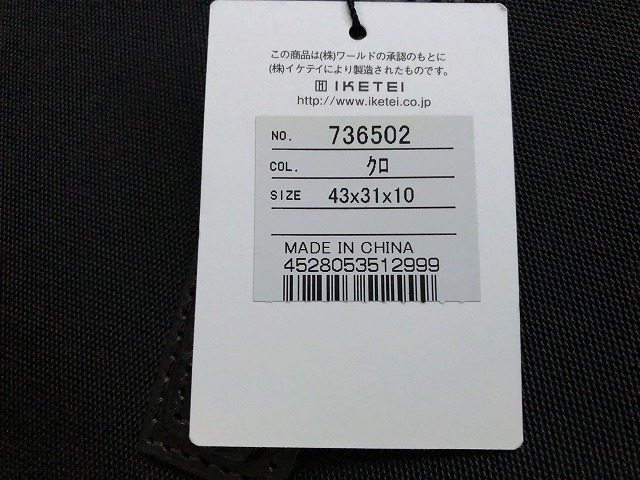 この商品は(株)ワールドの承認のもとに
(株)イケテイにより製造されたものです。
IKETEI
http://www.iketei.co.jp
NO. 736502
COL. クロ
SIZE 43x31x10
MADE IN CHINA
4528053512999